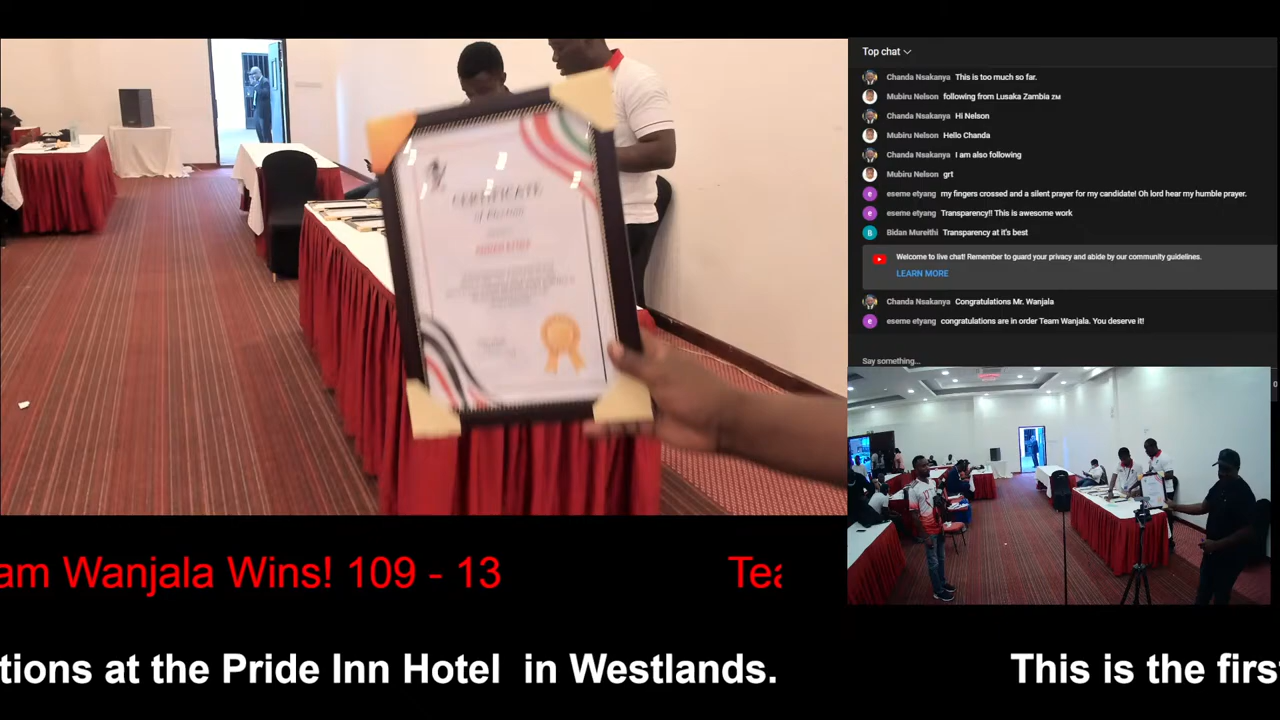 CERTIFICATE
Top chat
Chanda Nsakanya This is too much so far.
Mubiru Nelson following from Lusaka Zambia ZM
Chanda Nsakanya Hi Nelson
Mubiru Nelson Hello Chanda
Chanda Nsakanya I am also following
Mubiru Nelson grt
eseme etyang my fingers crossed and a silent prayer for my candidate! Oh lord hear my humble prayer.
eseme etyang Transparency!! This is awesome work
B Bidan Mureithi Transparency at it's best
Welcome to live chat! Remember to guard your privacy and abide by our community guidelines.
LEARN MORE
Chanda Nsakanya Congratulations Mr. Wanjala
eseme etyang congratulations are in order Team Wanjala. You deserve it!
Say something...
am Wanjala Wins! 109 - 13 Tea
tions at the Pride Inn Hotel in Westlands. This is the firs